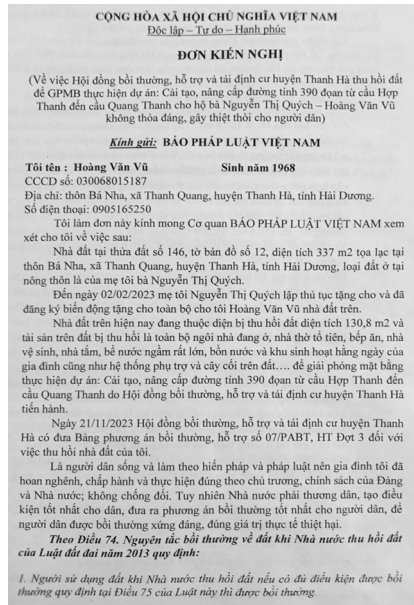 CỘNG HÒA XÃ HỘI CHỦ NGHĨA VIỆT NAM
Độc lập – Tự do – Hạnh phúc
ĐƠN KIẾN NGHỊ
(Về việc Hội đồng bồi thường, hỗ trợ và tái định cư huyện Thanh Hà thu hồi đất
để GPMB thực hiện dự án: Cải tạo, nâng cấp đường tỉnh 390 đoạn từ cầu Hợp
Thanh đến cầu Quang Thanh cho hộ bà Nguyễn Thị Quých – Hoàng Văn Vũ
không thỏa đáng, gây thiệt thòi cho người dân)
Kính gửi: BÁO PHÁP LUẬT VIỆT NAM
Tôi tên : Hoàng Văn Vũ Sinh năm 1968
CCCD số: 030068015187
Địa chỉ: thôn Bá Nha, xã Thanh Quang, huyện Thanh Hà, tỉnh Hải Dương.
Số điện thoại: 0905165250
Tôi làm đơn này kính mong Cơ quan BÁO PHÁP LUẬT VIỆT NAM xem
xét cho tôi về việc sau:
Nhà đất tại thửa đất số 146, tờ bản đồ số 12, diện tích 337 m2 tọa lạc tại
thôn Bá Nha, xã Thanh Quang, huyện Thanh Hà, tỉnh Hải Dương, loại đất ở tại
nông thôn là của mẹ tôi bà Nguyễn Thị Quých.
Đến ngày 02/02/2023 mẹ tôi Nguyễn Thị Quých lập thủ tục tặng cho và đã
đăng ký biến động tặng cho toàn bộ cho tôi Hoàng Văn Vũ nhà đất trên.
Nhà đất trên hiện nay đang thuộc diện bị thu hồi đất diện tích 130,8 m2 và
tài sản trên đất bị thu hồi là toàn bộ ngôi nhà đang ở, nhà thờ tổ tiên, bếp ăn, nhà
vệ sinh, nhà tắm, bể nước ngầm rất lớn, bồn nước và khu sinh hoạt hằng ngày của
gia đình cũng như hệ thống phụ trợ và cây cối trên đất…. để giải phóng mặt bằng
thực hiện dự án: Cải tạo, nâng cấp đường tỉnh 390 đoạn từ cầu Hợp Thanh đến
cầu Quang Thanh do Hội đồng bồi thường, hỗ trợ và tái định cư huyện Thanh Hà
tiến hành.
Ngày 21/11/2023 Hội đồng bồi thường, hỗ trợ và tái định cư huyện Thanh
Hà có đưa Bảng phương án bồi thường, hỗ trợ số 07/PABT, HT Đợt 3 đối với
việc thu hồi nhà đất của tôi.
Là người dân sống và làm theo hiến pháp và pháp luật nên gia đình tôi đã
hoan nghênh, chấp hành và thực hiện đúng theo chủ trương, chính sách của Đảng
và Nhà nước; không chống đối. Tuy nhiên Nhà nước phải thương dân, tạo điều
kiện tốt nhất cho dân, đưa ra phương án bồi thường tốt nhất cho người dân, để
người dân được bồi thường xứng đáng, đúng giá trị thực tế thiệt hại.
Theo Điều 74. Nguyên tắc bồi thường về đất khi Nhà nước thu hồi đất
của Luật đất đai năm 2013 quy định:
1. Người sử dụng đất khi Nhà nước thu hồi đất nếu có đủ điều kiện được bồi
thường quy định tại Điều 75 của Luật này thì được bồi thường.